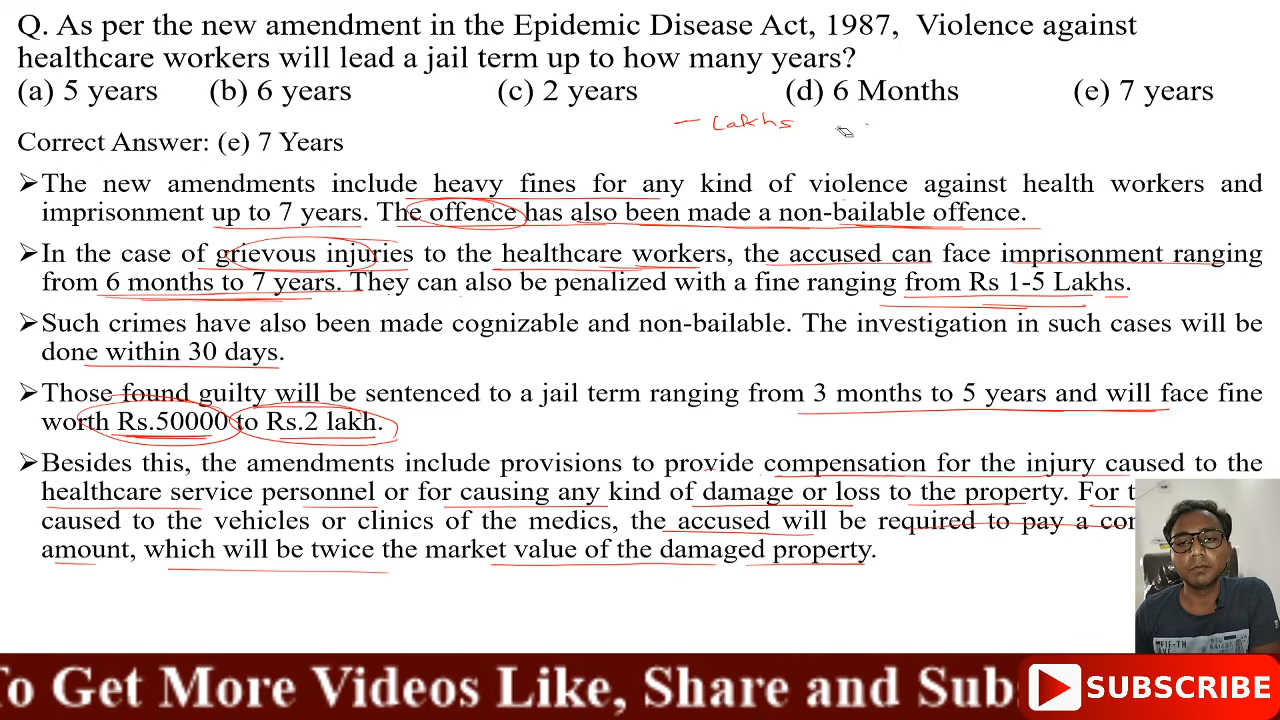 Q. As per the new amendment in the Epidemic Disease Act, 1987, Violence against
healthcare workers will lead a jail term up to how many years?
(a) 5 years (b) 6 years (c) 2 years (d) 6 Months (e) 7 years
– Lakhs
Correct Answer: (e) 7 Years
➢The new amendments include heavy fines for any kind of violence against health workers and
imprisonment up to 7 years. The offence has also been made a non-bailable offence.
➢In the case of grievous injuries to the healthcare workers, the accused can face imprisonment ranging
from 6 months to 7 years. They can also be penalized with a fine ranging from Rs 1-5 Lakhs.
➢Such crimes have also been made cognizable and non-bailable. The investigation in such cases will be
done within 30 days.
➢Those found guilty will be sentenced to a jail term ranging from 3 months to 5 years and will face fine
worth Rs.50000 to Rs.2 lakh.
➢Besides this, the amendments include provisions to provide compensation for the injury caused to the
healthcare service personnel or for causing any kind of damage or loss to the property. For
caused to the vehicles or clinics of the medics, the accused will be required to pay a
amount, which will be twice the market value of the damaged property.
To Get More Videos Like, Share and Sub
SUBSCRIBE